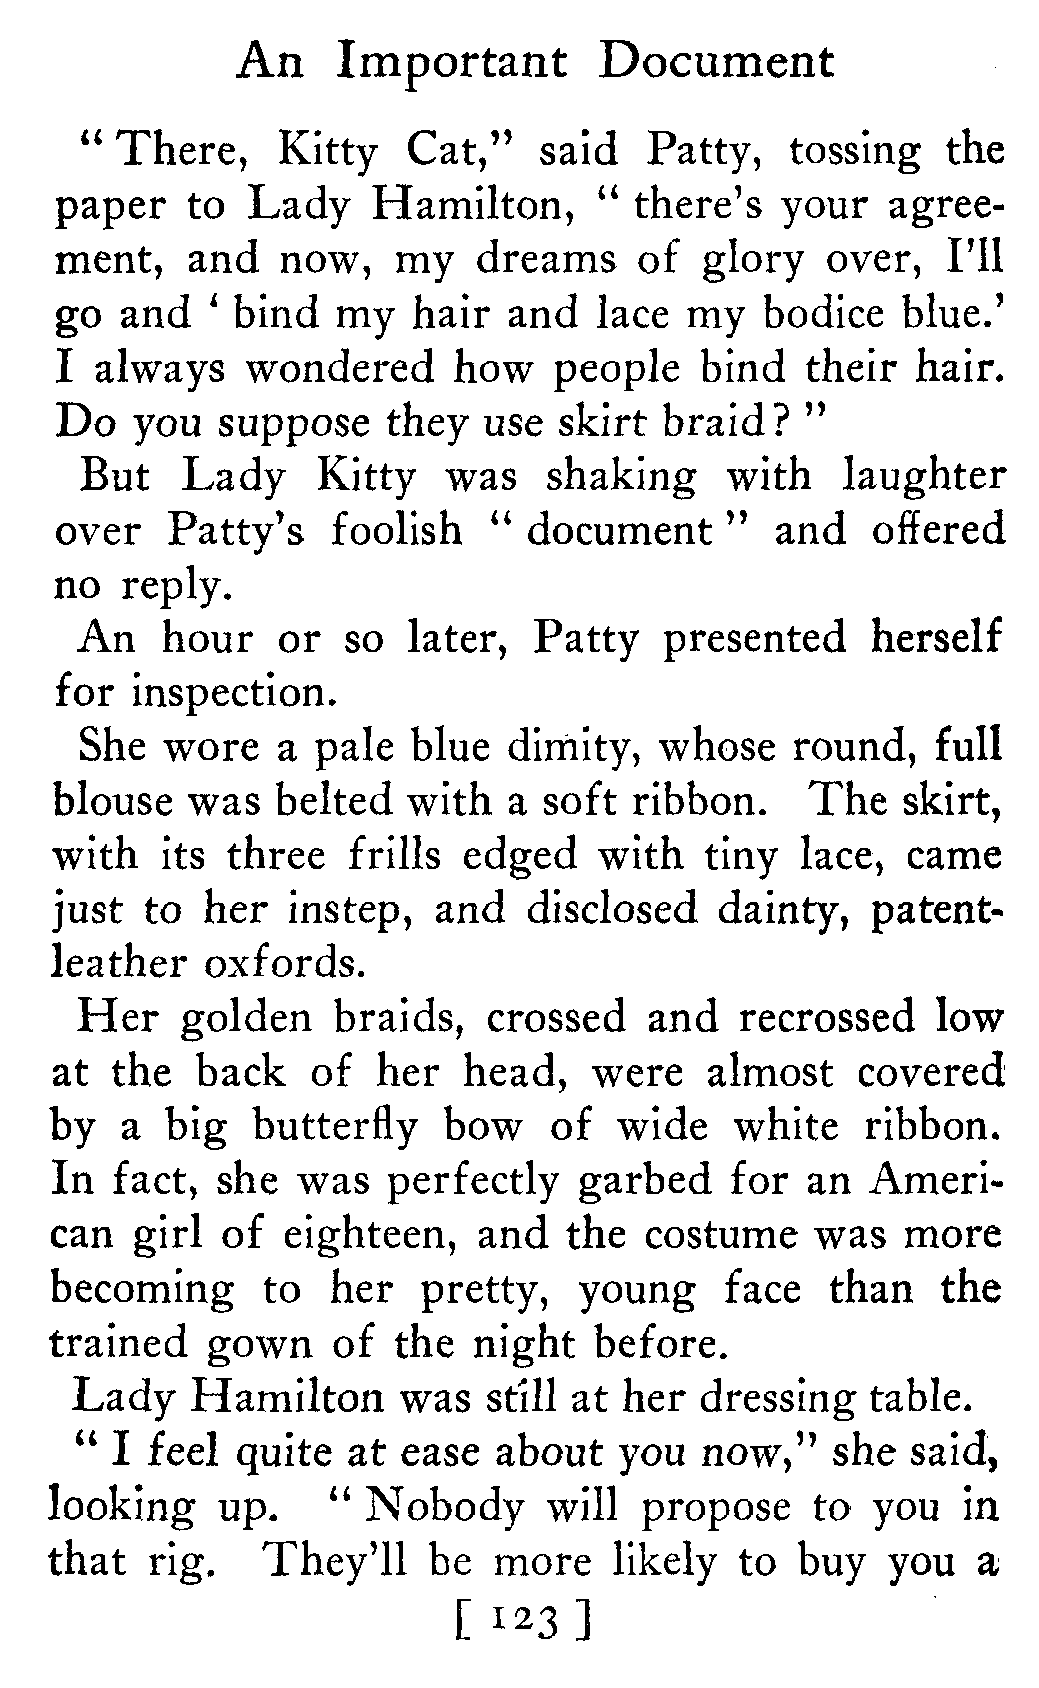 An Important Document
“ There, Kitty Cat,” said Patty, tossing the
paper to Lady Hamilton, “ there’s your agree-
ment, and now, my dreams of glory over, I’ll
go and ‘ bind my hair and lace my bodice blue.’
I always wondered how people bind their hair.
Do you suppose they use skirt braid? ”
But Lady Kitty was shaking with laughter
over Patty’s foolish “ document ” and offered
no reply.
An hour or so later, Patty presented herself
for inspection.
She wore a pale blue dimity, whose round, full
blouse was belted with a soft ribbon. The skirt,
with its three frills edged with tiny lace, came
just to her instep, and disclosed dainty, patent-
leather oxfords.
Her golden braids, crossed and recrossed low
at the back of her head, were almost covered
by a big butterfly bow of wide white ribbon.
In fact, she was perfectly garbed for an Ameri-
can girl of eighteen, and the costume was more
becoming to her pretty, young face than the
trained gown of the night before.
Lady Hamilton was still at her dressing table.
“ I feel quite at ease about you now,” she said,
looking up. “ Nobody will propose to you in
that rig. They’ll be more likely to buy you a
[ 123 ]